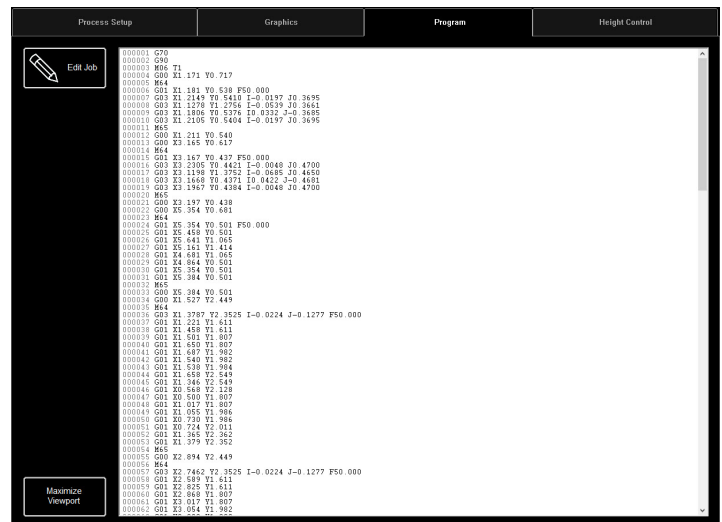 Process Setup
Graphics
Program
Height Control
Edit Job
000001 G70
000002 G90
000003 M06 T1
000004 G00 X1.171 Y0.717
000005 M64
000006 G01 X1.181 Y0.538 F50.000
000007 G03 X1.2149 Y0.5410 I-0.0197 J0.3695
000008 G03 X1.1278 Y1.2756 I-0.0539 J0.3661
000009 G03 X1.1806 Y0.5376 I0.0332 J-0.3685
000010 G03 X1.2105 Y0.5404 I-0.0197 J0.3695
000011 M65
000012 G00 X1.211 Y0.540
000013 G00 X3.165 Y0.617
000014 M64
000015 G01 X3.167 Y0.437 F50.000
000016 G03 X3.2305 Y0.4421 I-0.0048 J0.4700
000017 G03 X3.1198 Y1.3752 I-0.0685 J0.4650
000018 G03 X3.1668 Y0.4371 I0.0422 J-0.4681
000019 G03 X3.1967 Y0.4384 I-0.0048 J0.4700
000020 M65
000021 G00 X3.197 Y0.438
000022 G00 X5.354 Y0.681
000023 M64
000024 G01 X5.354 Y0.501 F50.000
000025 G01 X5.458 Y0.501
000026 G01 X5.641 Y1.065
000027 G01 X5.161 Y1.414
000028 G01 X4.681 Y1.065
000029 G01 X4.864 Y0.501
000030 G01 X5.354 Y0.501
000031 G01 X5.384 Y0.501
000032 M65
000033 G00 X5.384 Y0.501
000034 G00 X1.527 Y2.449
000035 M64
000036 G03 X1.3787 Y2.3525 I-0.0224 J-0.1277 F50.000
000037 G01 X1.221 Y1.611
000038 G01 X1.458 Y1.611
000039 G01 X1.501 Y1.807
000040 G01 X1.650 Y1.807
000041 G01 X1.687 Y1.982
000042 G01 X1.540 Y1.982
000043 G01 X1.538 Y1.984
000044 G01 X1.658 Y2.549
000045 G01 X1.346 Y2.549
000046 G01 X0.568 Y2.128
000047 G01 X0.500 Y1.807
000048 G01 X1.017 Y1.807
000049 G01 X1.055 Y1.986
000050 G01 X0.730 Y1.986
000051 G01 X0.724 Y2.011
000052 G01 X1.365 Y2.362
000053 G01 X1.379 Y2.352
000054 M65
000055 G00 X2.894 Y2.449
000056 M64
000057 G03 X2.7462 Y2.3525 I-0.0224 J-0.1277 F50.000
000058 G01 X2.589 Y1.611
000059 G01 X2.825 Y1.611
000060 G01 X2.868 Y1.807
000061 G01 X3.017 Y1.807
000062 G01 X3.054 Y1.982
Maximize
Viewport